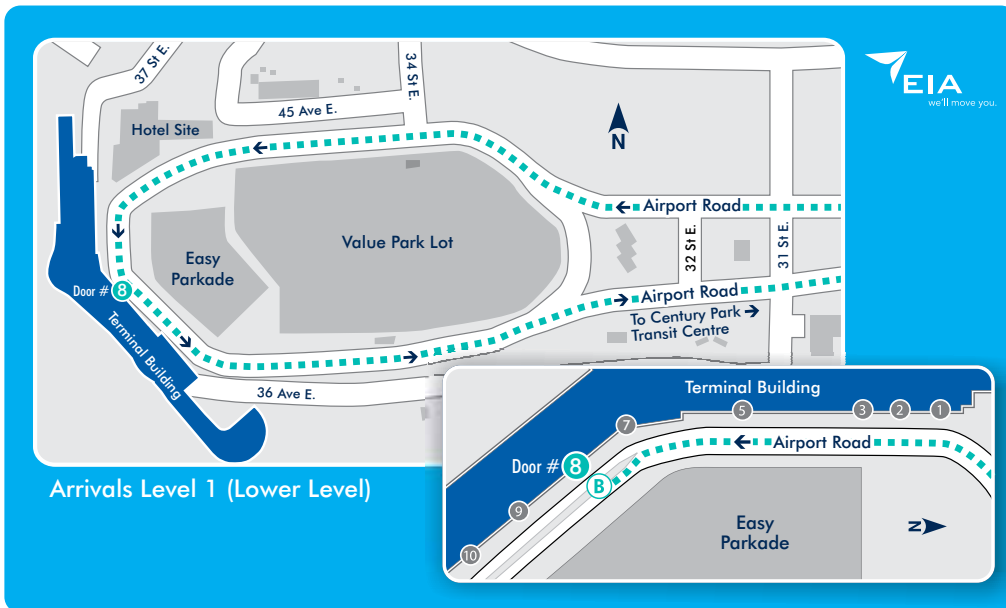 37 St E.
34 St E.
45 Ave E.
Hotel Site
N
Airport Road
32 St E.
31 St E.
Value Park Lot
Easy
Parkade
Door # 8
Terminal Building
Airport Road
To Century Park
Transit Centre
36 Ave E.
EIA
we'll move you.
Arrivals Level 1 (Lower Level)
Terminal Building
7
5
3
2
1
Airport Road
Door # 8
B
9
10
Easy
Parkade
N